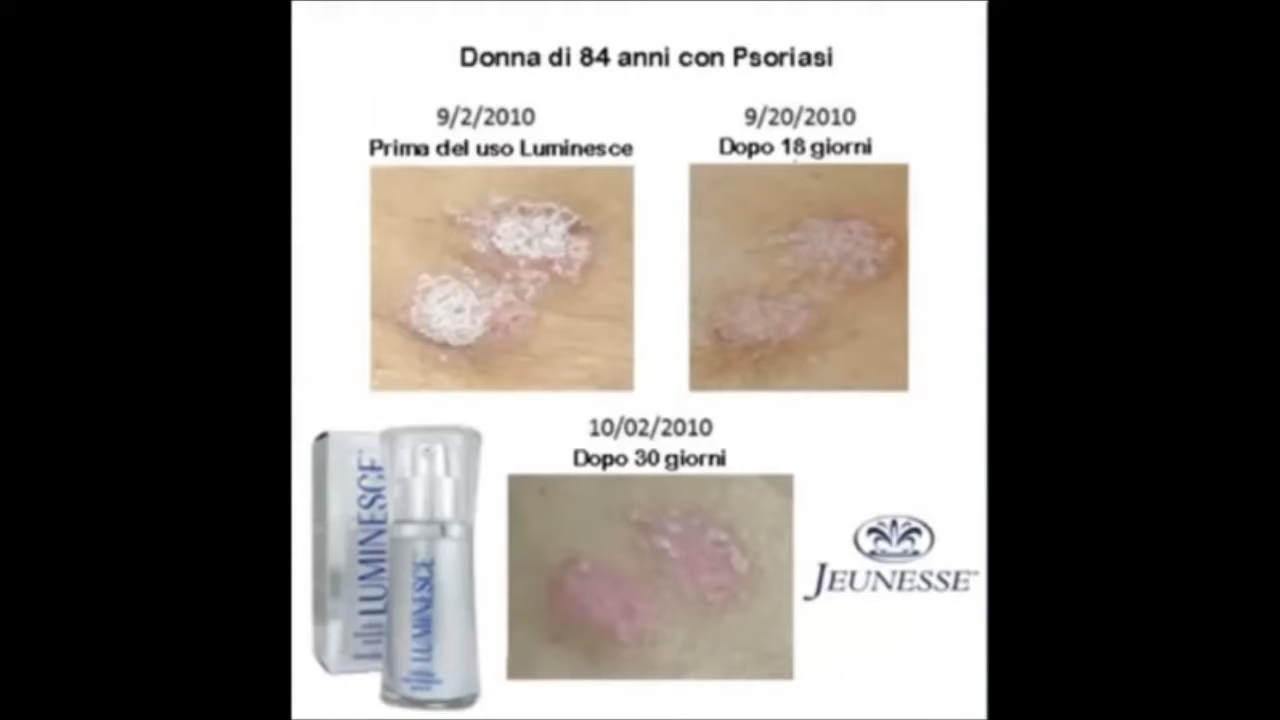 Donna di 84 anni con Psoriasi
9/2/2010
Prima del uso Luminesce
9/20/2010
Dopo 18 giorni
10/02/2010
Dopo 30 giorni
LUMINESCE
LUMINESCE
JEUNESSE